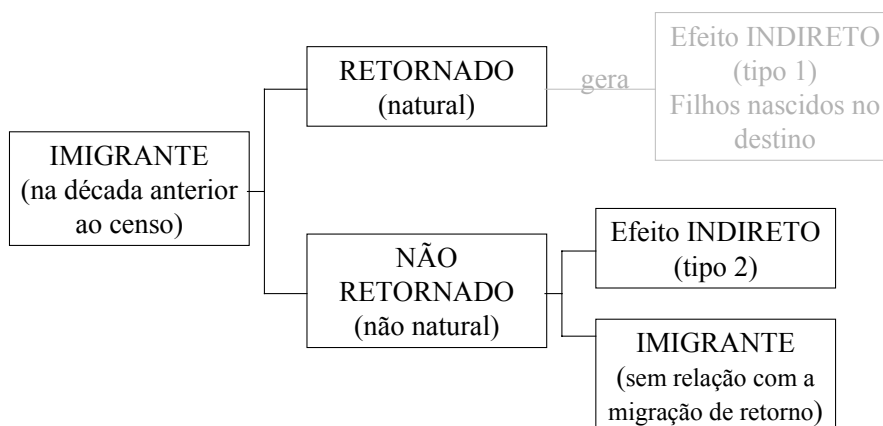 IMIGRANTE
(na década anterior
ao censo)
RETORNADO
(natural)
gera
Efeito INDIRETO
(tipo 1)
Filhos nascidos no
destino
NÃO
RETORNADO
(não natural)
Efeito INDIRETO
(tipo 2)
IMIGRANTE
(sem relação com a
migração de retorno)